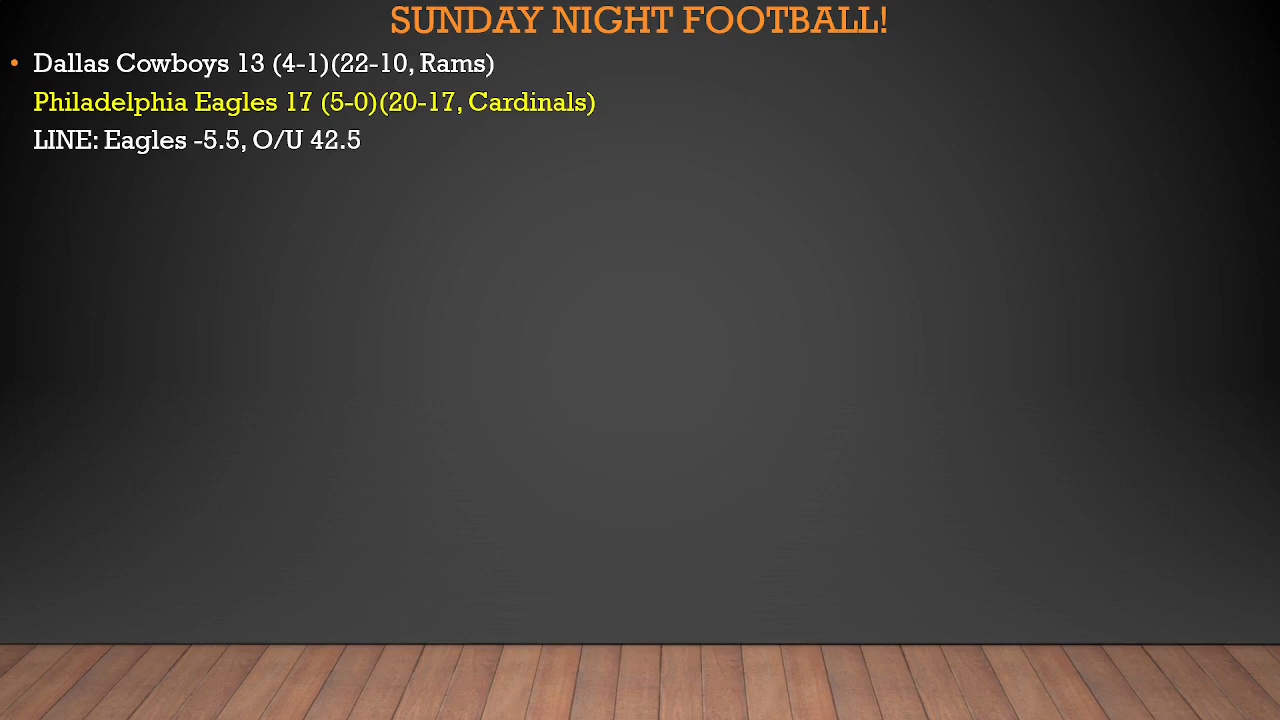 SUNDAY NIGHT FOOTBALL!
• Dallas Cowboys 13 (4-1)(22-10, Rams)
Philadelphia Eagles 17 (5-0)(20-17, Cardinals)
LINE: Eagles -5.5, O/U 42.5